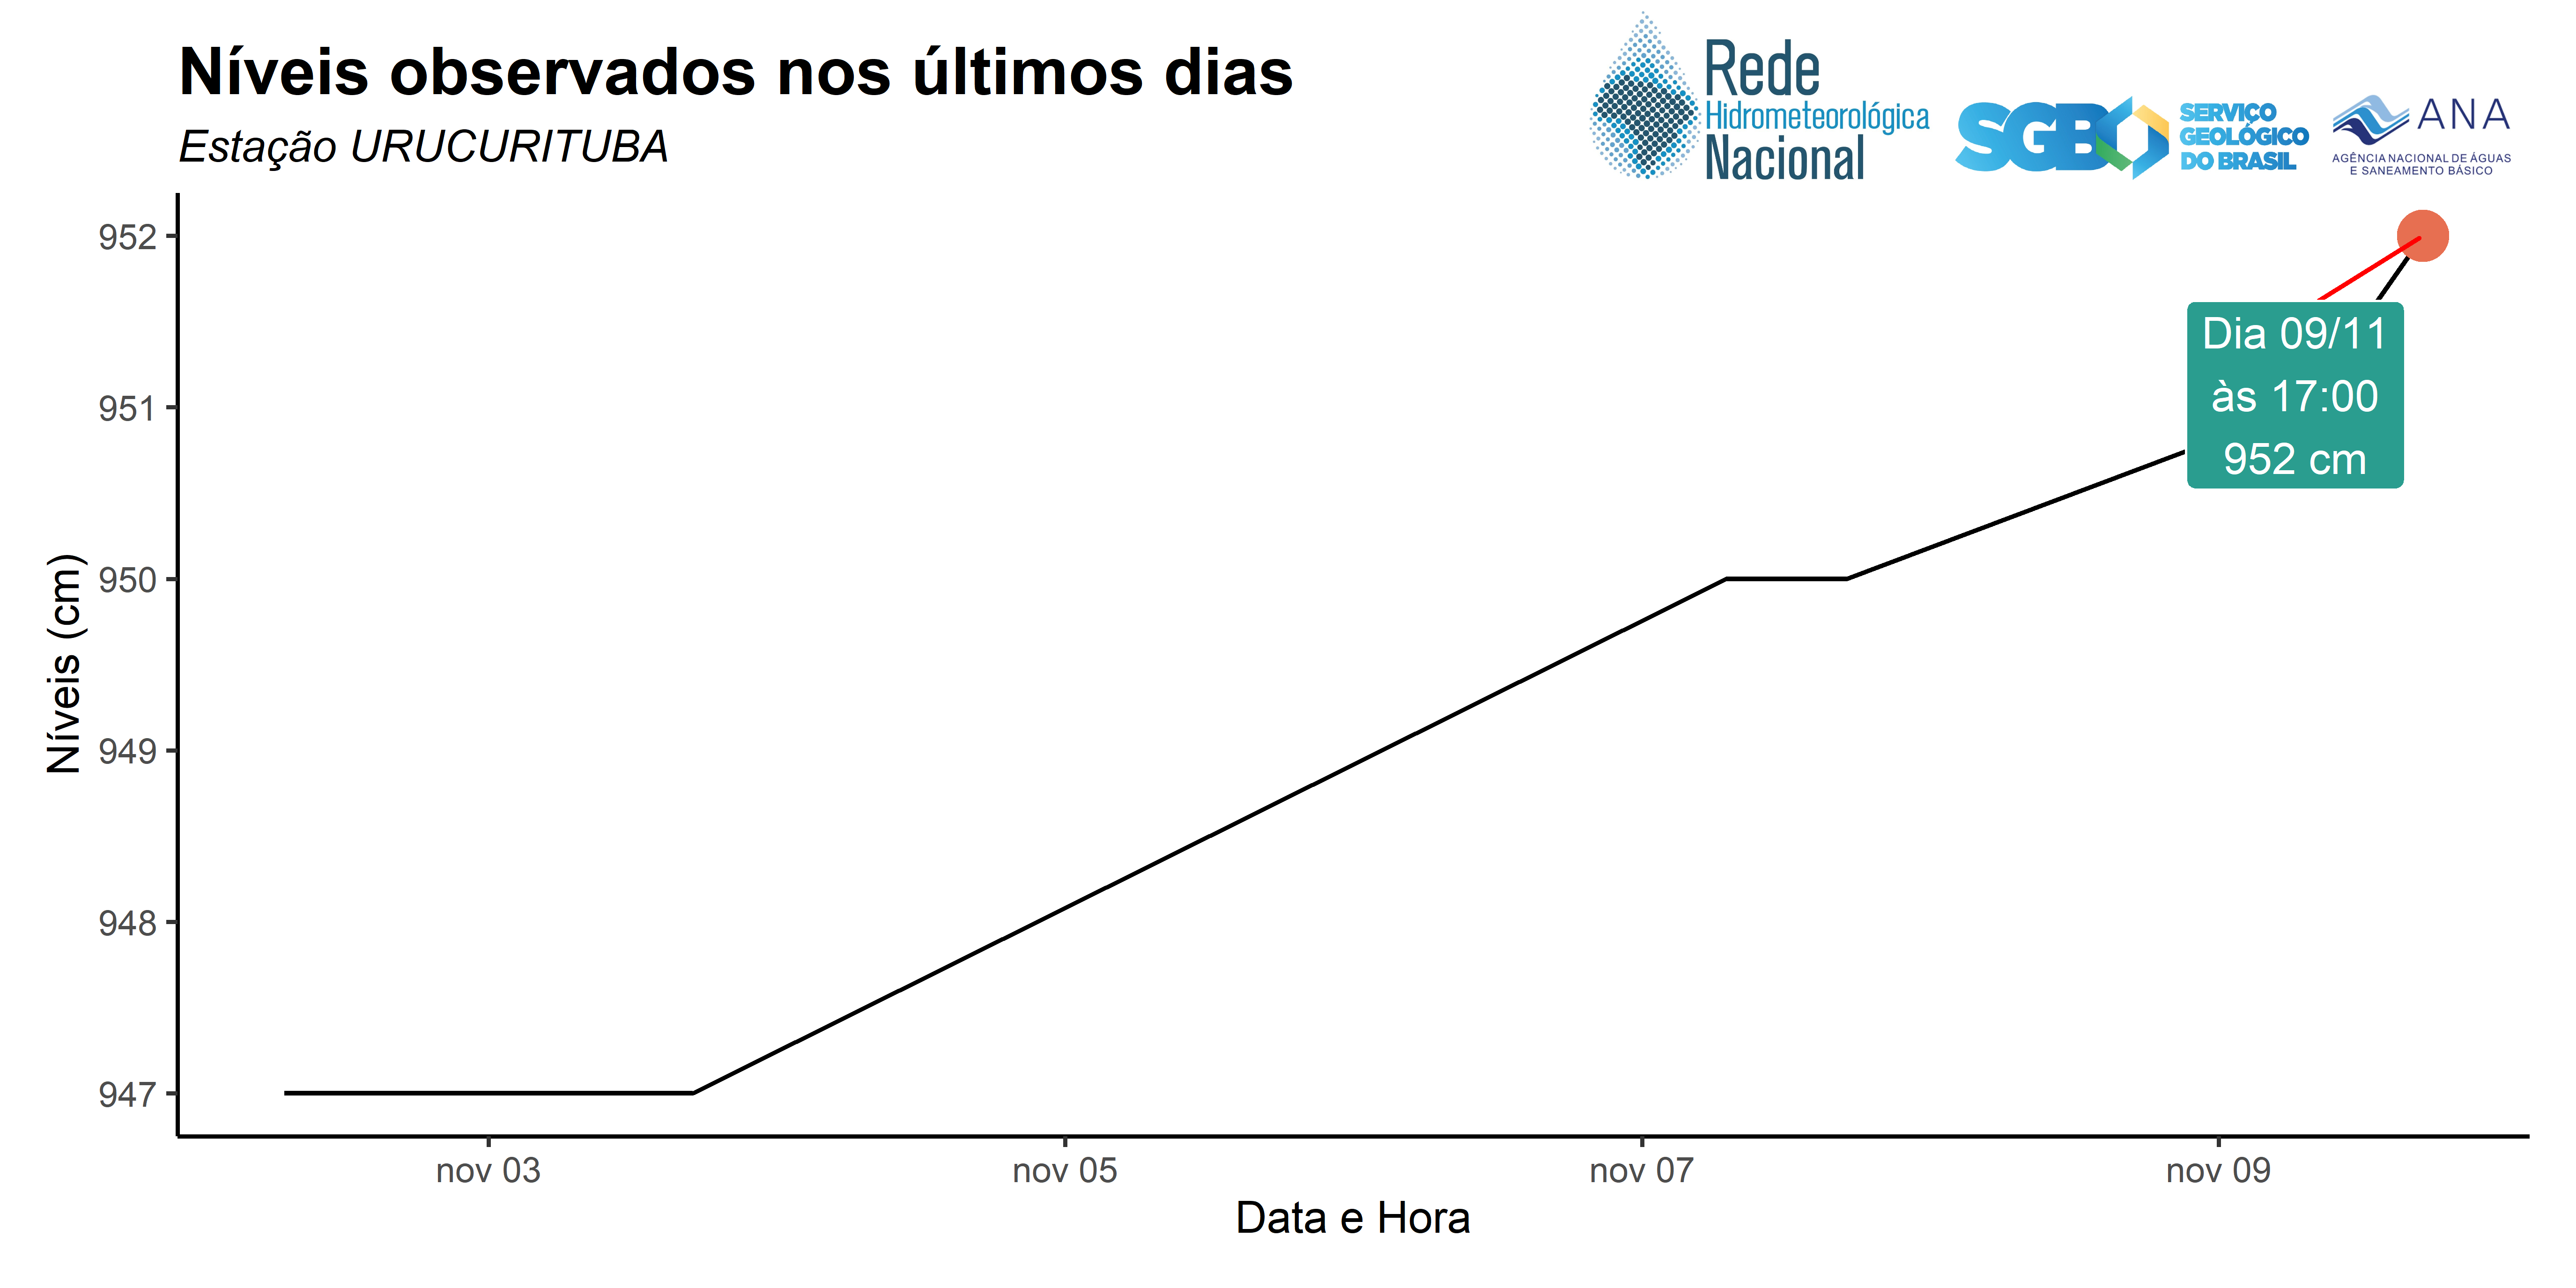 Níveis observados nos últimos dias
Estação URUCURITUBA
Rede
Hidrometeorológica
Nacional
SGB
SERVIÇO
GEOLÓGICO
DO BRASIL
ANA
AGÊNCIA NACIONAL DE ÁGUAS
E SANEAMENTO BÁSICO
952
951
950
949
948
947
Níveis (cm)
Dia 09/11
às 17:00
952 cm
nov 03
nov 05
nov 07
nov 09
Data e Hora